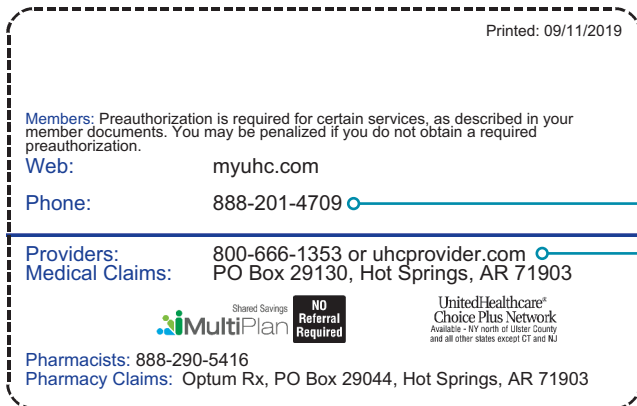 Printed: 09/11/2019
Members: Preauthorization is required for certain services, as described in your
member documents. You may be penalized if you do not obtain a required
preauthorization.
Web: myuhc.com
Phone: 888-201-4709
Providers: 800-666-1353 or uhcprovider.com
Medical Claims: PO Box 29130, Hot Springs, AR 71903
Shared Savings
MultiPlan
NO
Referral
Required
UnitedHealthcare®
Choice Plus Network
Available - NY north of Ulster County
and all other states except CT and NJ
Pharmacists: 888-290-5416
Pharmacy Claims: Optum Rx, PO Box 29044, Hot Springs, AR 71903